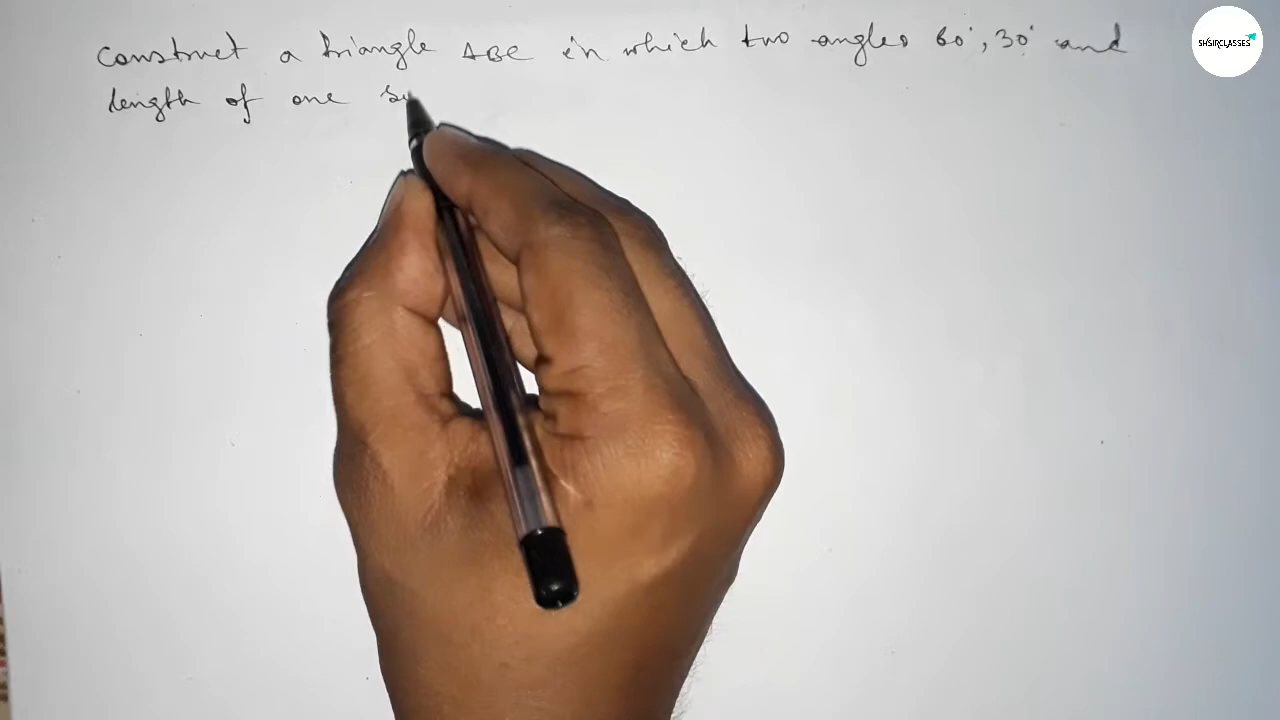 construct a triangle ABC in which two angles 60°, 30° and
length of one
SHSIRCLASSES